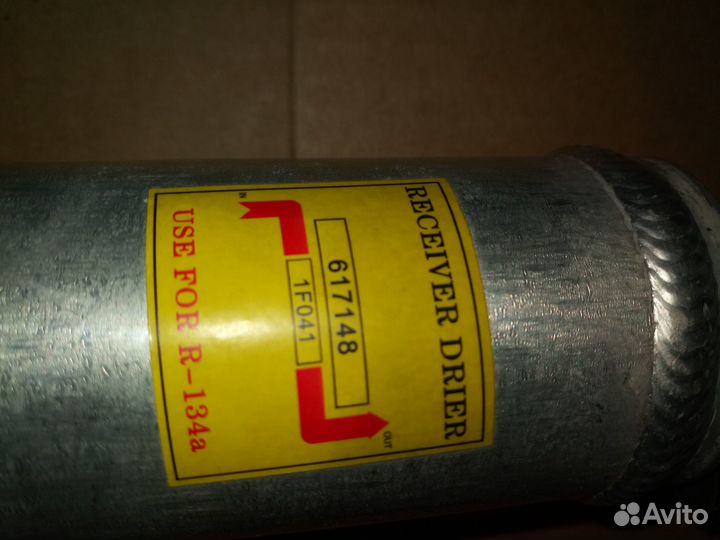 RECEIVER DRIER
617148
1F041
IN
OUT
USE FOR R-134a
Avito